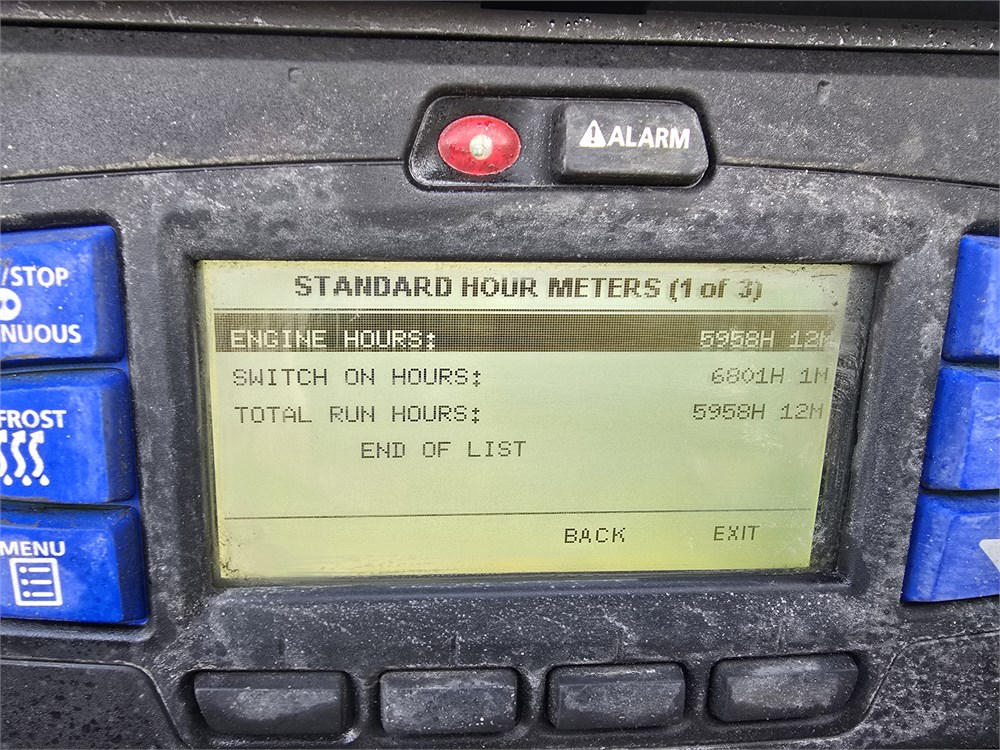 ALARM
/STOP
NUOUS
FROST
MENU
STANDARD HOUR METERS (1 of 3)
ENGINE HOURS: 5958H 12M
SWITCH ON HOURS: 6801H 1M
TOTAL RUN HOURS: 5958H 12M
END OF LIST
BACK EXIT